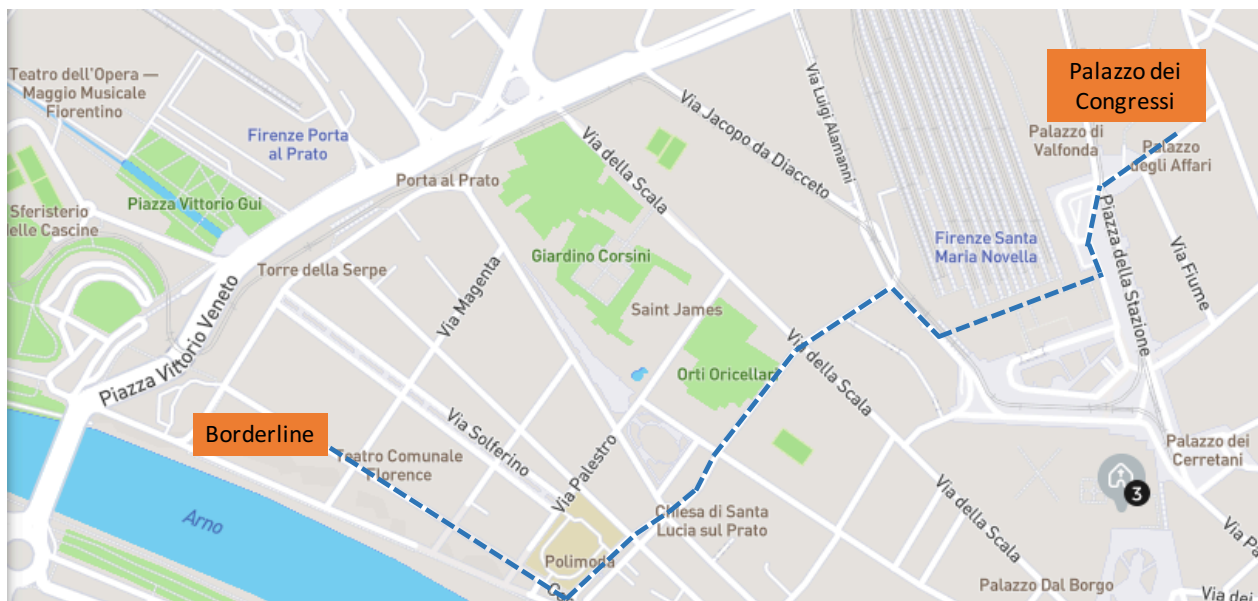 Teatro dell'Opera —
Maggio Musicale
Fiorentino
Firenze Porta
al Prato
Porta al Prato
Piazza Vittorio Gui
Sferisterio
elle Cascine
Torre della Serpe
Piazza Vittorio Veneto
Via Magenta
Giardino Corsini
Saint James
Via della Scala
Via Jacopo da Diacceto
Via Luigi Alamanni
Palazzo dei
Congressi
Palazzo di
Valfonda
Palazzo
degli Affari
Firenze Santa
Maria Novella
Piazza della Stazione
Via Fiume
Orti Oricellari
Via della Scala
Borderline
Teatro Comunale
Florence
Via Solferino
Via Palestro
Arno
Polimoda
Chiesa di Santa
Lucia sul Prato
Via della Scala
Palazzo dei
Cerretani
3
Palazzo Dal Borgo
Via dei